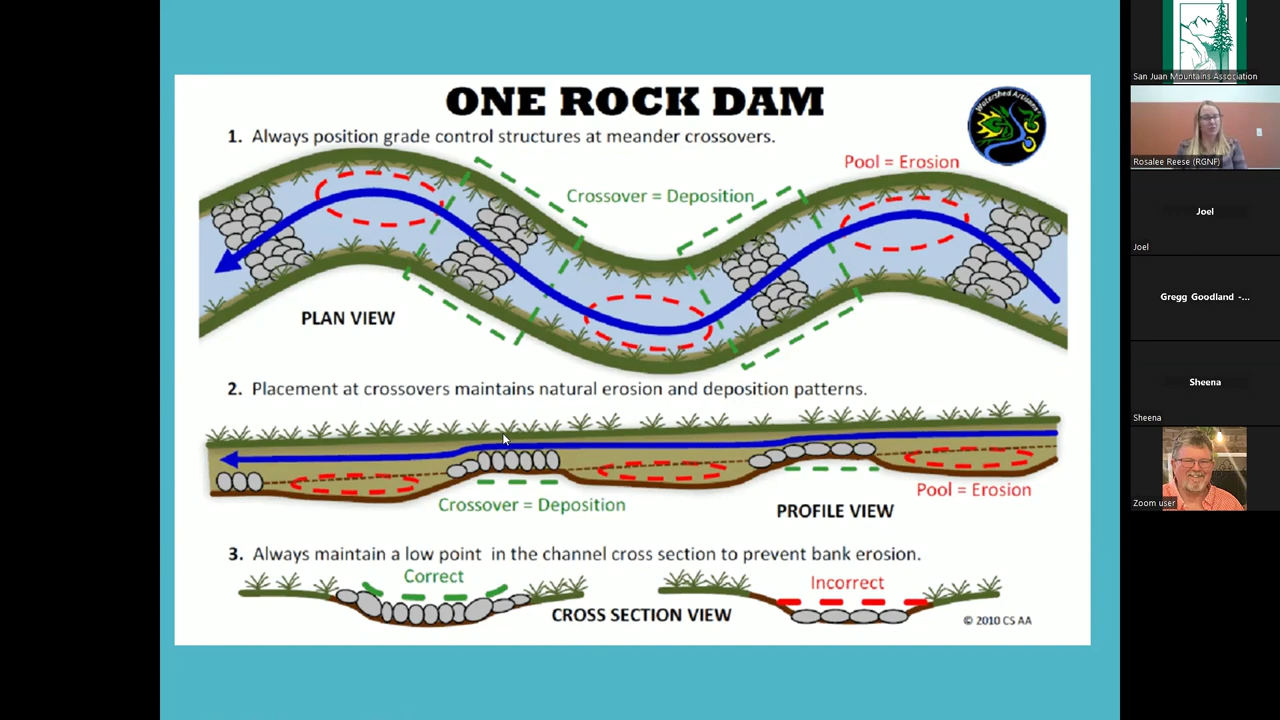 ONE ROCK DAM
Watershed Artisans
1. Always position grade control structures at meander crossovers.
Pool = Erosion
Crossover = Deposition
PLAN VIEW
2. Placement at crossovers maintains natural erosion and deposition patterns.
Crossover = Deposition
Pool = Erosion
PROFILE VIEW
3. Always maintain a low point in the channel cross section to prevent bank erosion.
Correct
Incorrect
CROSS SECTION VIEW
© 2010 CS AA
San Juan Mountains Association
Rosalee Reese (RGNF)
Joel
Joel
Gregg Goodland -...
Sheena
Sheena
Zoom user